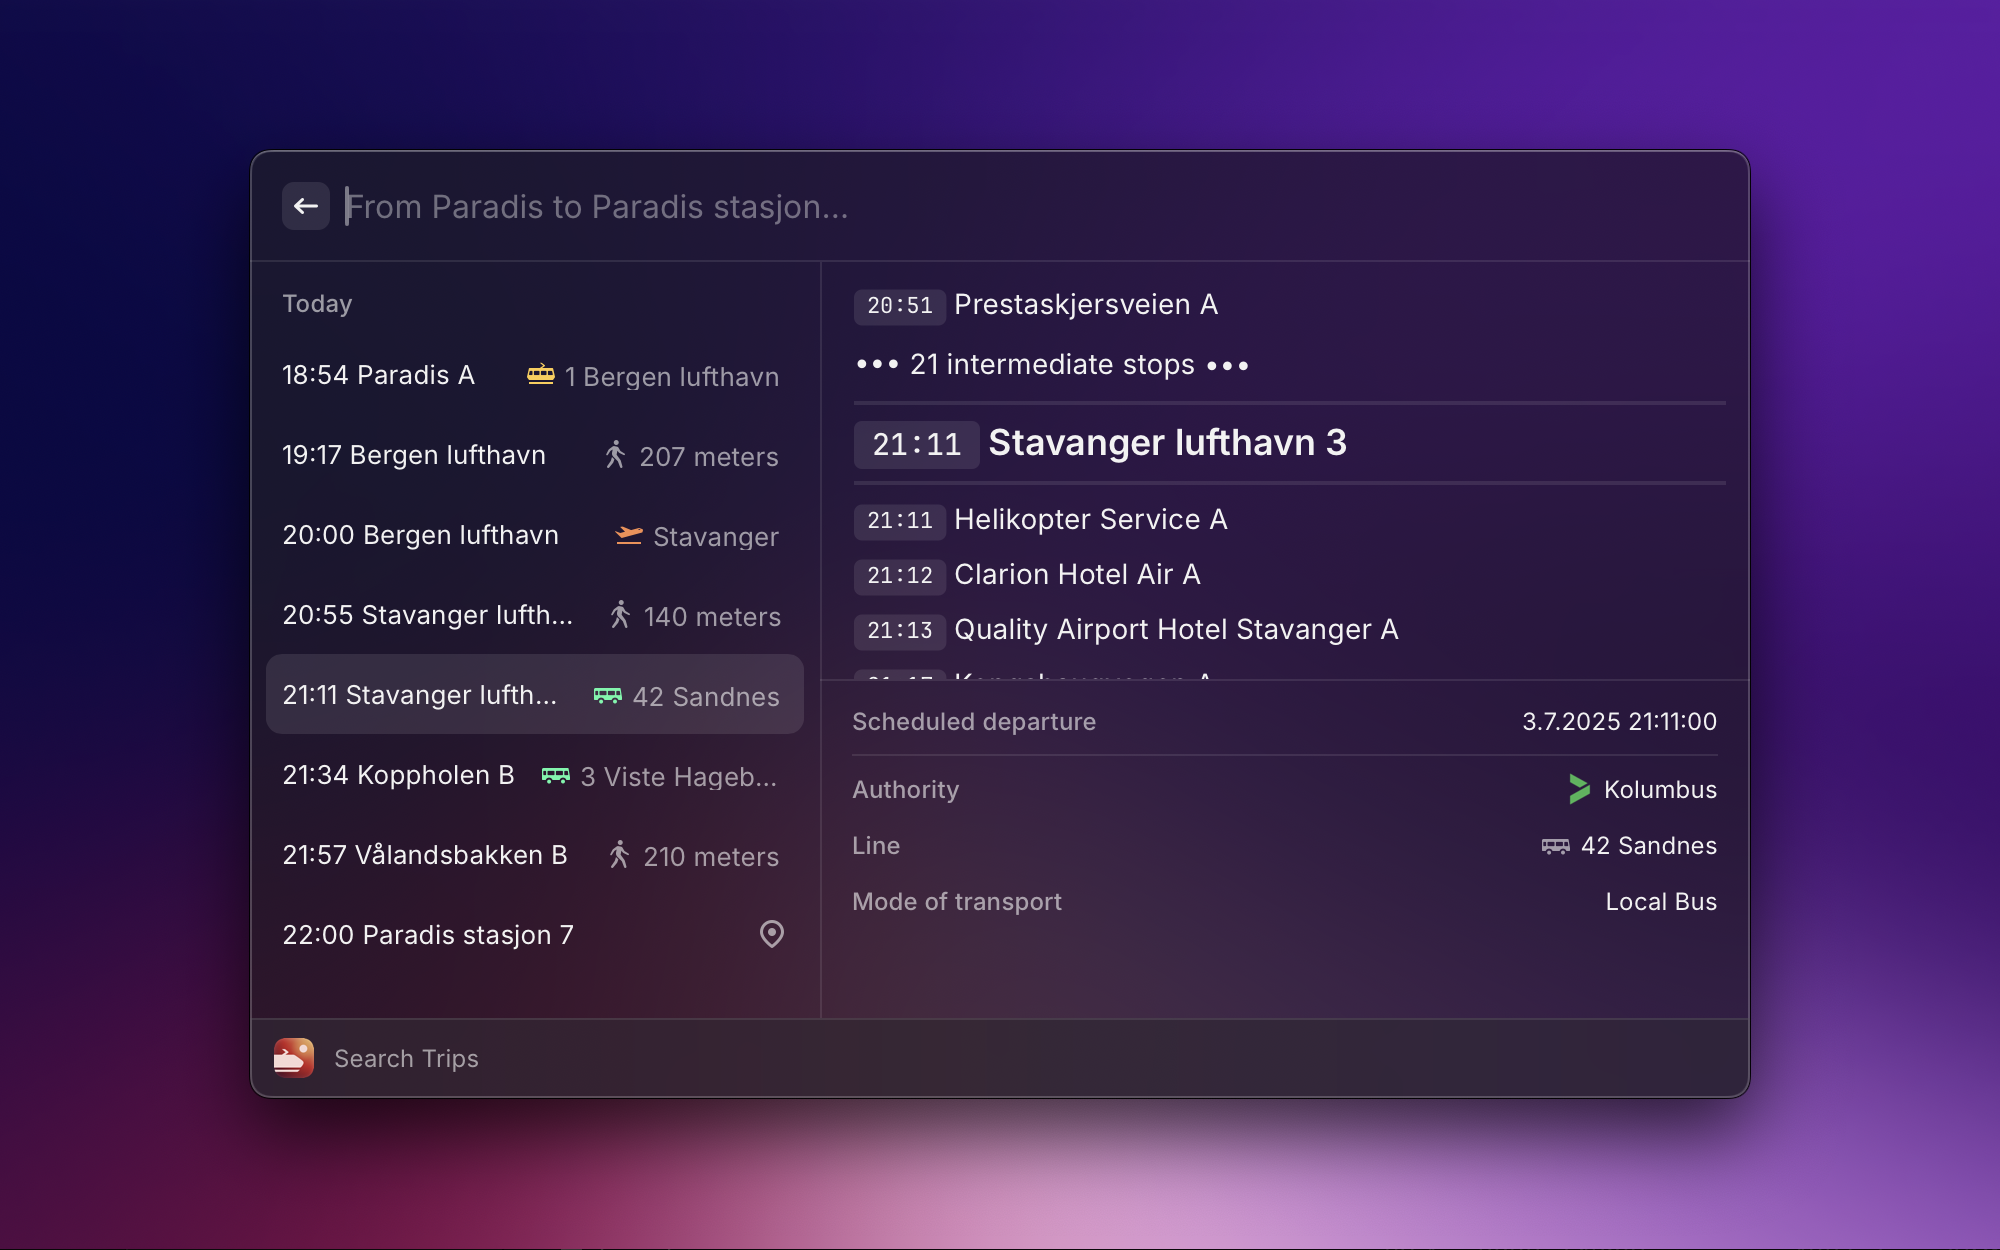 From Paradis to Paradis stasjon...
Today
18:54 Paradis A 1 Bergen lufthavn
19:17 Bergen lufthavn 207 meters
20:00 Bergen lufthavn Stavanger
20:55 Stavanger lufth... 140 meters
21:11 Stavanger lufth... 42 Sandnes
21:34 Koppholen B 3 Viste Hageb...
21:57 Vålandsbakken B 210 meters
22:00 Paradis stasjon 7
20:51 Prestaskjersveien A
••• 21 intermediate stops •••
21:11 Stavanger lufthavn 3
21:11 Helikopter Service A
21:12 Clarion Hotel Air A
21:13 Quality Airport Hotel Stavanger A
Scheduled departure 3.7.2025 21:11:00
Authority Kolumbus
Line 42 Sandnes
Mode of transport Local Bus
Search Trips